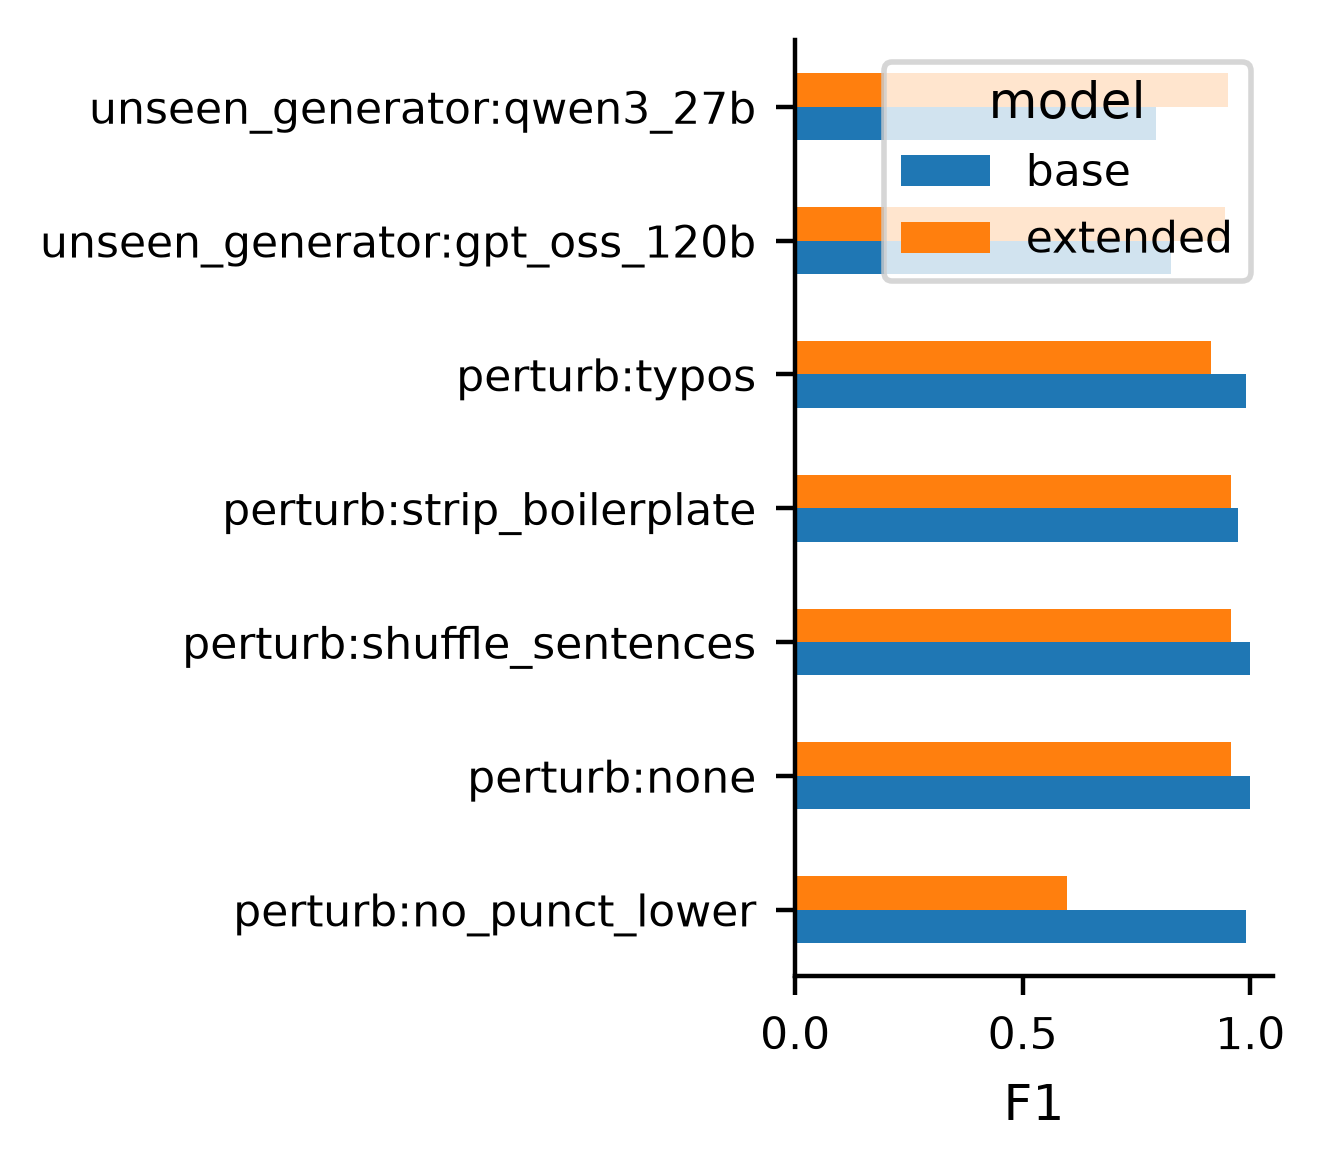 unseen_generator:qwen3_27b
unseen_generator:gpt_oss_120b
perturb:typos
perturb:strip_boilerplate
perturb:shuffle_sentences
perturb:none
perturb:no_punct_lower
model
base
extended
0.0 0.5 1.0
F1